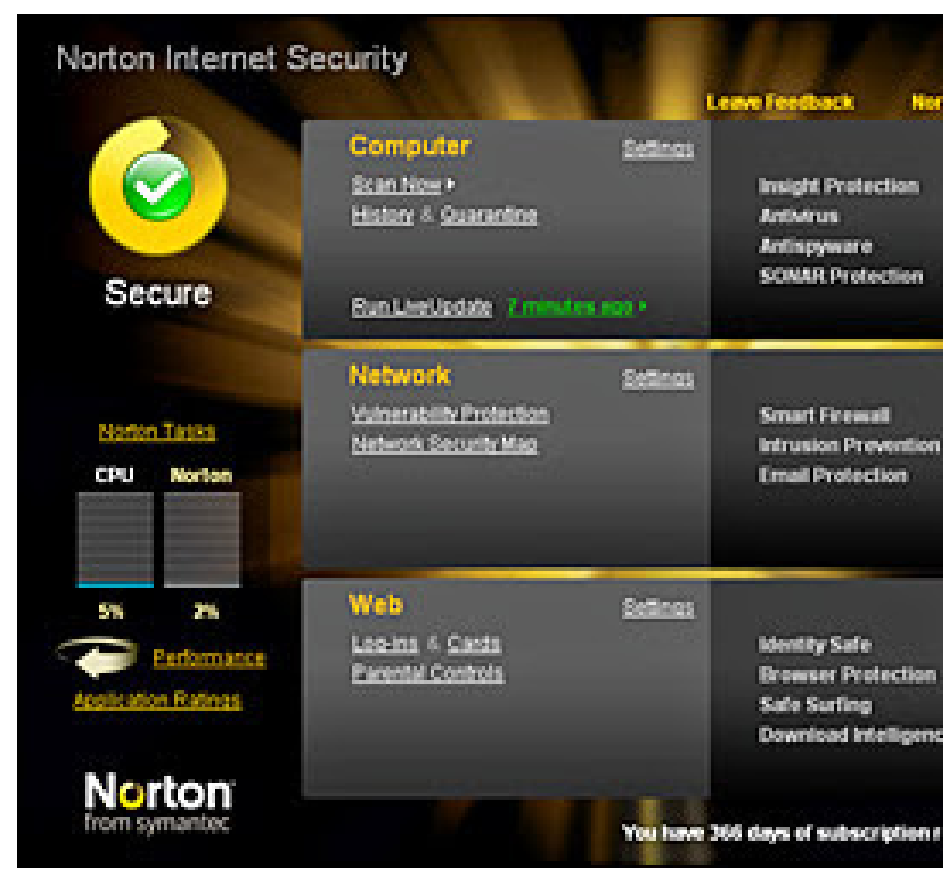 Norton Internet Security
Leave Feedback Nor
Secure
Computer Settings
Scan Now
History & Quarantine
Run LiveUpdate 7 minutes ago
Insight Protection
Antivirus
Antispyware
SONAR Protection
Network Settings
Vulnerability Protection
Network Security Map
Smart Firewall
Intrusion Prevention
Email Protection
Norton Tasks
CPU Norton
5% 2%
Performance
Application Ratings
Web Settings
Log-ins & Cards
Parental Controls
Identity Safe
Browser Protection
Safe Surfing
Download Intelligenc
Norton
from symantec
You have 366 days of subscription r